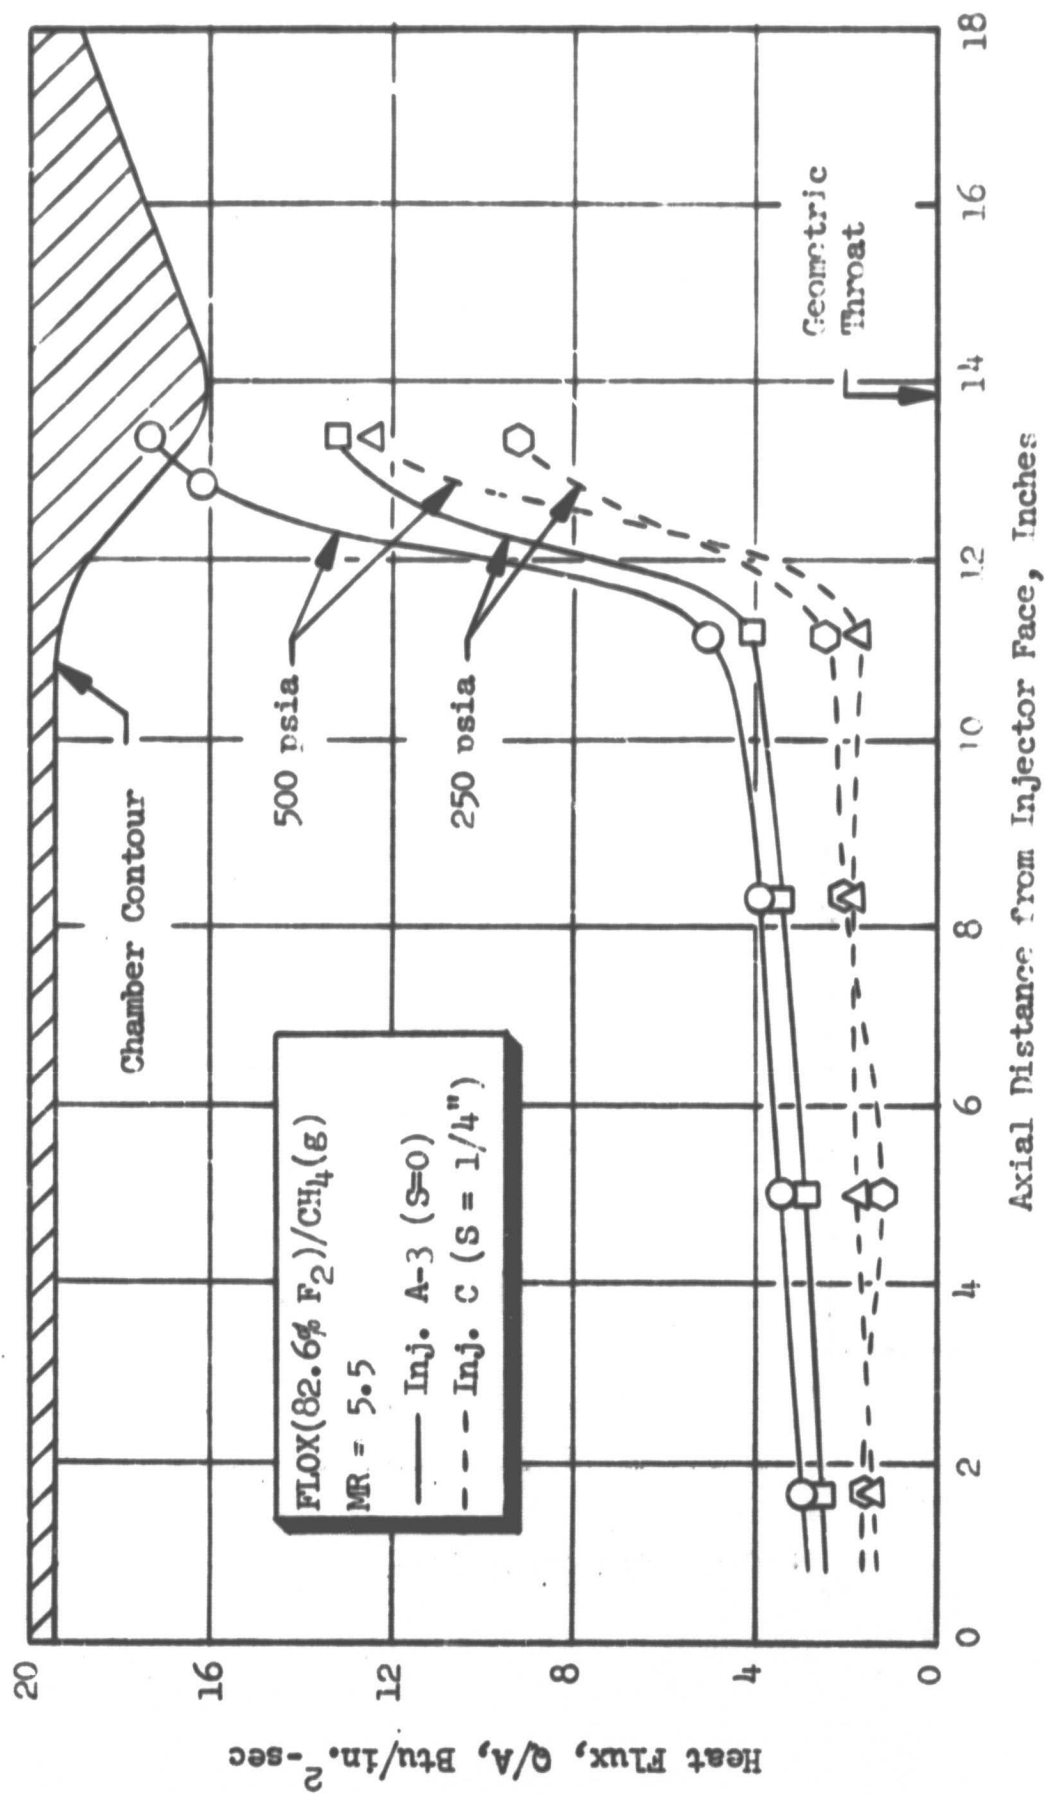 Chamber Contour
500 psia
250 psia
Geometric
Throat
FLOX(82.6% F2)/CH4(g)
MR = 5.5
Inj. A-3 (S=0)
Inj. C (S = 1/4")
20
16
12
8
4
0
Heat Flux, Q/A, Btu/in.2-sec
0
2
4
6
8
10
12
14
16
18
Axial Distance from Injector Face, Inches